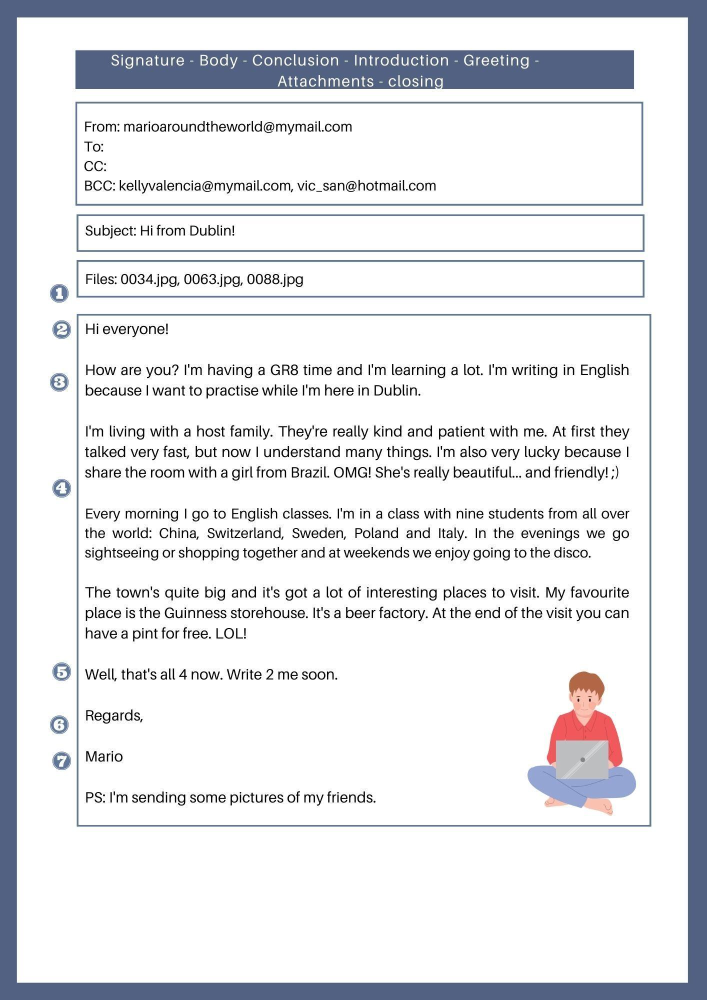 Signature - Body - Conclusion - Introduction - Greeting -
Attachments - closing
From: marioaroundtheworld@mymail.com
To:
CC:
BCC: kellyvalencia@mymail.com, vic_san@hotmail.com
Subject: Hi from Dublin!
Files: 0034.jpg, 0063.jpg, 0088.jpg
1
2 Hi everyone!
How are you? I'm having a GR8 time and I'm learning a lot. I'm writing in English
3
because I want to practise while I'm here in Dublin.
I'm living with a host family. They're really kind and patient with me. At first they
talked very fast, but now I understand many things. I'm also very lucky because I
share the room with a girl from Brazil. OMG! She's really beautiful... and friendly! ;)
4
Every morning I go to English classes. I'm in a class with nine students from all over
the world: China, Switzerland, Sweden, Poland and Italy. In the evenings we go
sightseeing or shopping together and at weekends we enjoy going to the disco.
The town's quite big and it's got a lot of interesting places to visit. My favourite
place is the Guinness storehouse. It's a beer factory. At the end of the visit you can
have a pint for free. LOL!
5 Well, that's all 4 now. Write 2 me soon.
6 Regards,
7 Mario
PS: I'm sending some pictures of my friends.